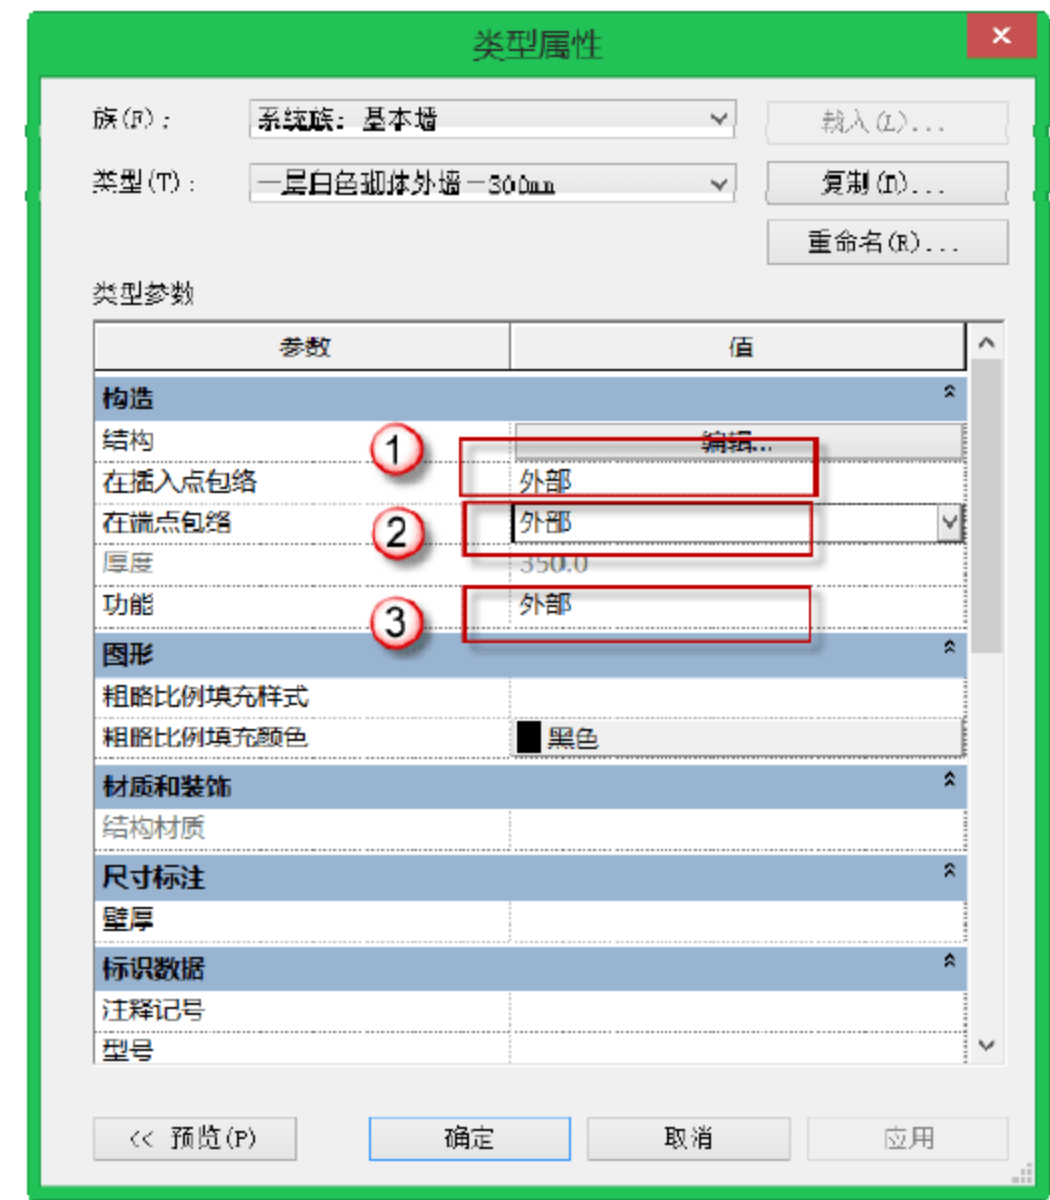 类型属性
族(F): 系统族: 基本墙 载入(L)...
类型(T): 一层白色砌体外墙-300mm 复制(D)...
重命名(R)...
类型参数
参数 值
构造
结构 编辑...
1
在插入点包络 外部
在端点包络 外部
2
厚度 350.0
功能 外部
3
图形
粗略比例填充样式
粗略比例填充颜色 黑色
材质和装饰
结构材质
尺寸标注
壁厚
标识数据
注释记号
型号
<< 预览(P) 确定 取消 应用